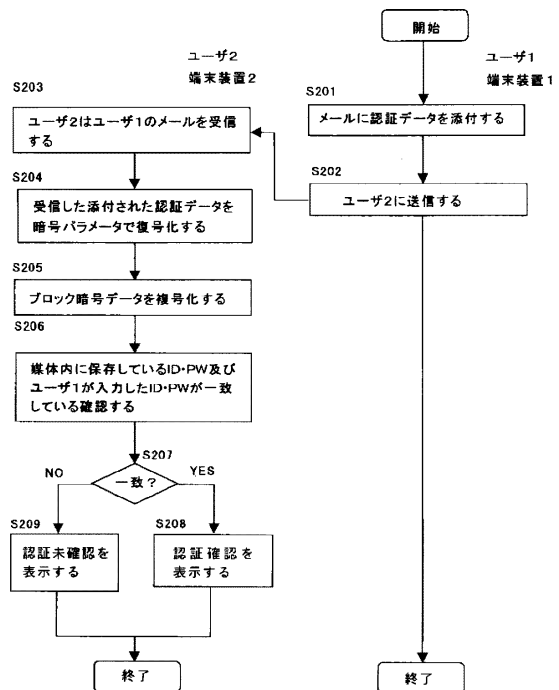 開始
ユーザ1
端末装置1
S201
メールに認証データを添付する
S202
ユーザ2に送信する
終了
ユーザ2
端末装置2
S203
ユーザ2はユーザ1のメールを受信
する
S204
受信した添付された認証データを
暗号パラメータで復号化する
S205
ブロック暗号データを複号化する
S206
媒体内に保存しているID・PW及び
ユーザ1が入力したID・PWが一致
している確認する
S207
一致?
NO
YES
S209
認証未確認を
表示する
S208
認証確認を
表示する
終了